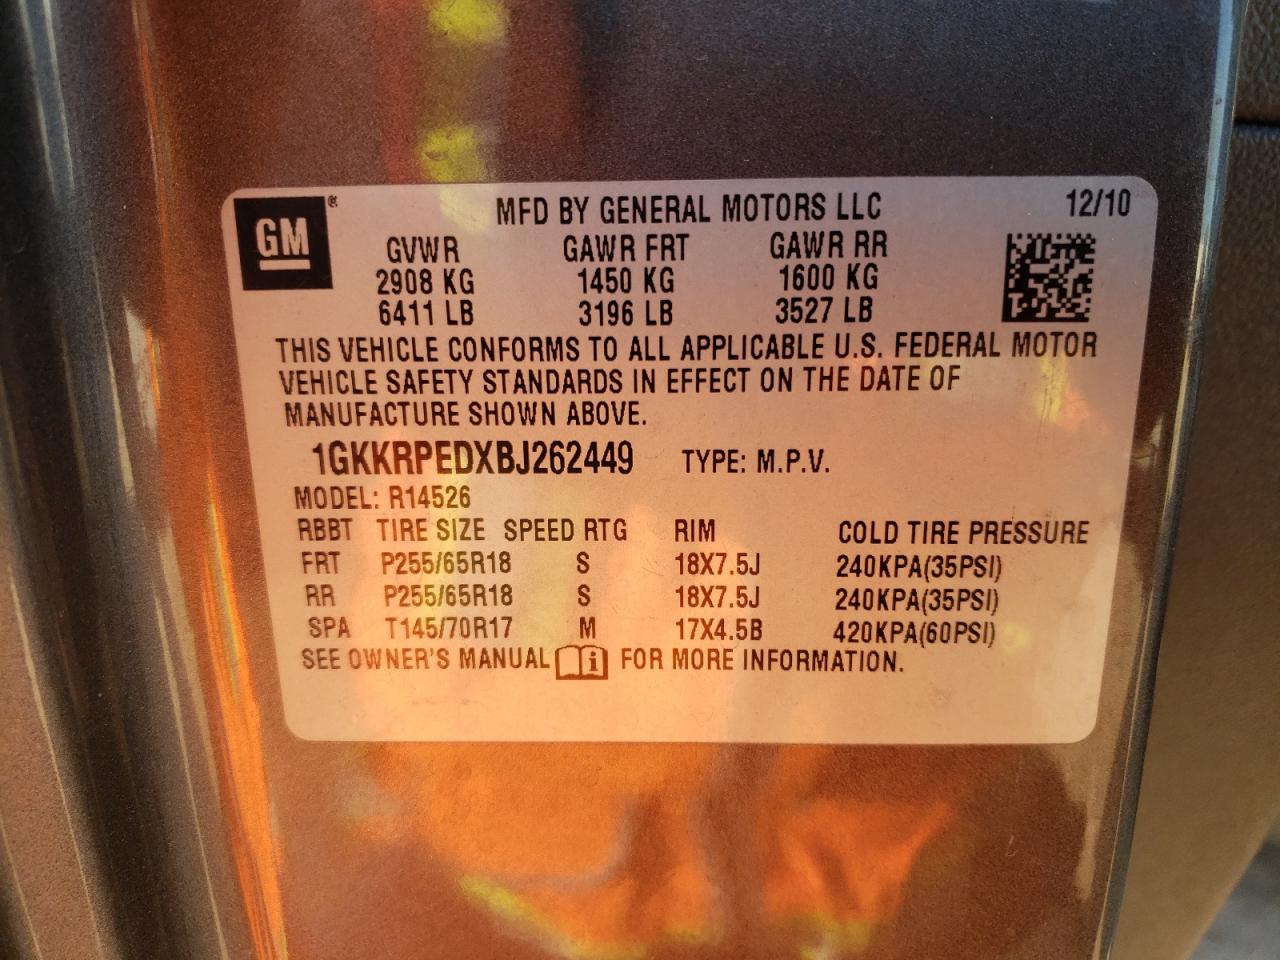 GM® MFD BY GENERAL MOTORS LLC 12/10
GVWR GAWR FRT GAWR RR
2908 KG 1450 KG 1600 KG
6411 LB 3196 LB 3527 LB
THIS VEHICLE CONFORMS TO ALL APPLICABLE U.S. FEDERAL MOTOR
VEHICLE SAFETY STANDARDS IN EFFECT ON THE DATE OF
MANUFACTURE SHOWN ABOVE.
1GKKRPEDXBJ262449 TYPE: M.P.V.
MODEL: R14526
RBBT TIRE SIZE SPEED RTG RIM COLD TIRE PRESSURE
FRT P255/65R18 S 18X7.5J 240KPA(35PSI)
RR P255/65R18 S 18X7.5J 240KPA(35PSI)
SPA T145/70R17 M 17X4.5B 420KPA(60PSI)
SEE OWNER'S MANUAL i FOR MORE INFORMATION.